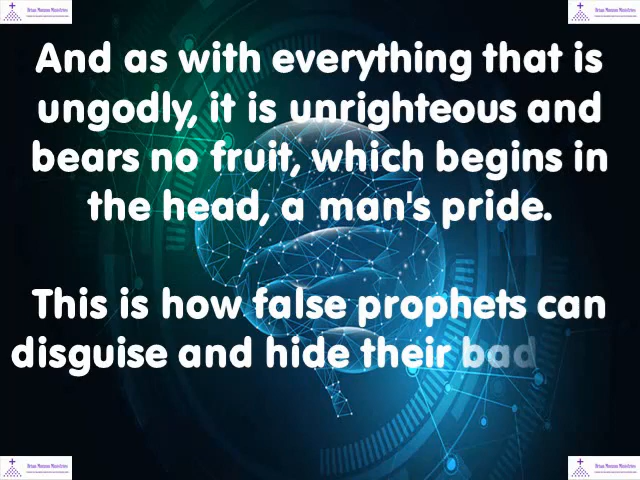 And as with everything that is
ungodly, it is unrighteous and
bears no fruit, which begins in
the head, a man's pride.
This is how false prophets can
disguise and hide their bad